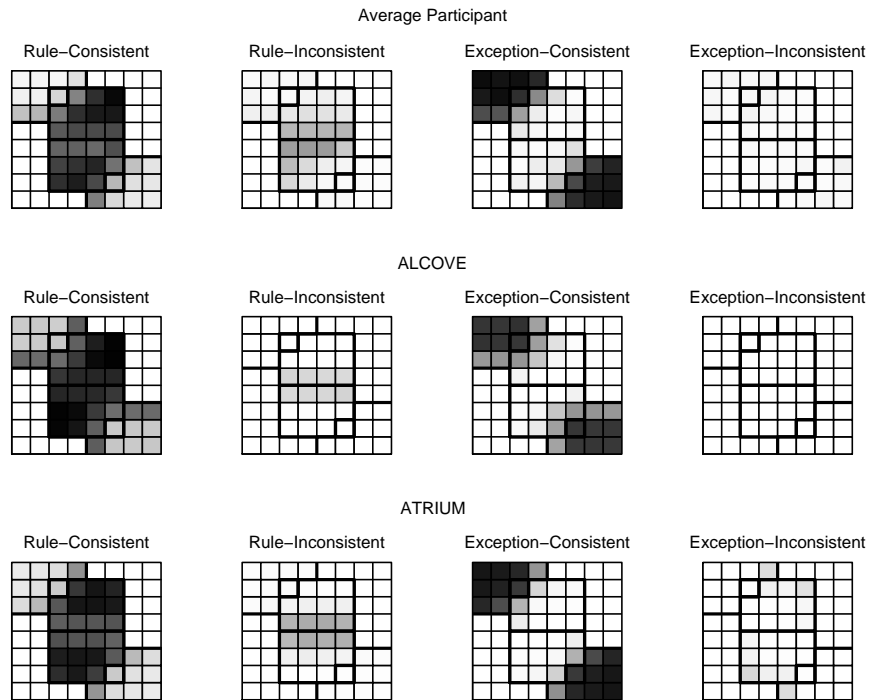 Average Participant
Rule−Consistent Rule−Inconsistent Exception−Consistent Exception−Inconsistent
ALCOVE
Rule−Consistent Rule−Inconsistent Exception−Consistent Exception−Inconsistent
ATRIUM
Rule−Consistent Rule−Inconsistent Exception−Consistent Exception−Inconsistent